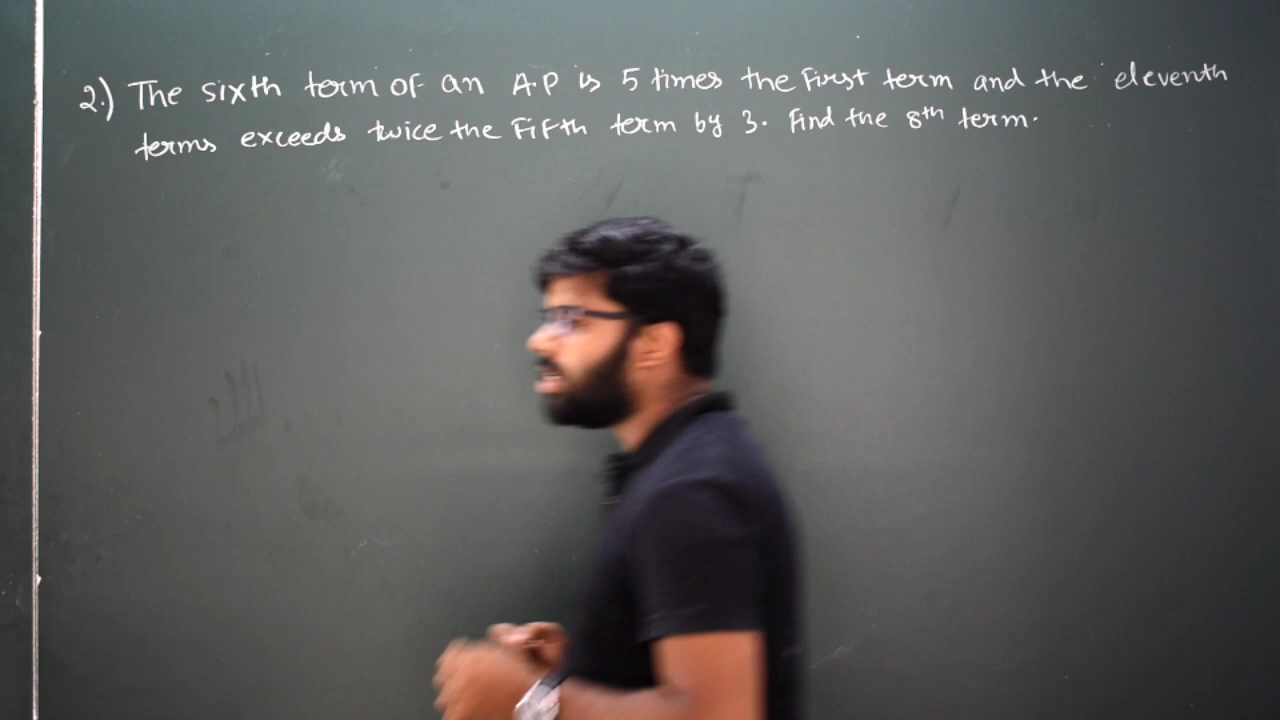 2.) The sixth term of an A.P is 5 times the first term and the eleventh
terms exceeds twice the Fifth term by 3. Find the 8th term.